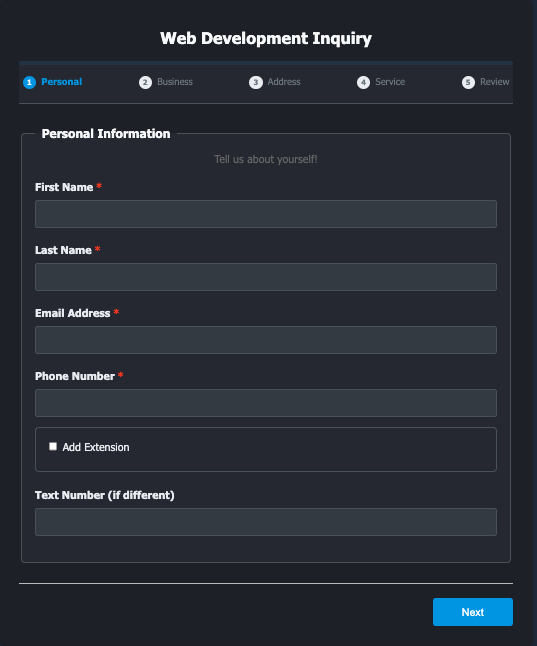 Web Development Inquiry
1 Personal 2 Business 3 Address 4 Service 5 Review
Personal Information
Tell us about yourself!
First Name *
Last Name *
Email Address *
Phone Number *
Add Extension
Text Number (if different)
Next